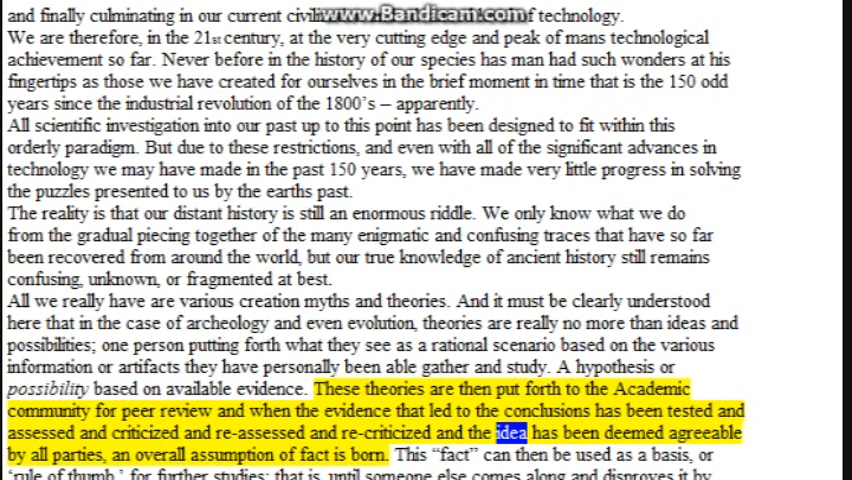 and finally culminating in our current www.Bandicam.com of technology.
We are therefore, in the 21st century, at the very cutting edge and peak of mans technological
achievement so far. Never before in the history of our species has man had such wonders at his
fingertips as those we have created for ourselves in the brief moment in time that is the 150 odd
years since the industrial revolution of the 1800's – apparently.
All scientific investigation into our past up to this point has been designed to fit within this
orderly paradigm. But due to these restrictions, and even with all of the significant advances in
technology we may have made in the past 150 years, we have made very little progress in solving
the puzzles presented to us by the earths past.
The reality is that our distant history is still an enormous riddle. We only know what we do
from the gradual piecing together of the many enigmatic and confusing traces that have so far
been recovered from around the world, but our true knowledge of ancient history still remains
confusing, unknown, or fragmented at best.
All we really have are various creation myths and theories. And it must be clearly understood
here that in the case of archeology and even evolution, theories are really no more than ideas and
possibilities; one person putting forth what they see as a rational scenario based on the various
information or artifacts they have personally been able gather and study. A hypothesis or
possibility based on available evidence. These theories are then put forth to the Academic
community for peer review and when the evidence that led to the conclusions has been tested and
assessed and criticized and re-assessed and re-criticized and the idea has been deemed agreeable
by all parties, an overall assumption of fact is born. This “fact” can then be used as a basis, or
‘rule of thumb,’ for further studies; that is, until someone else comes along and disproves it by